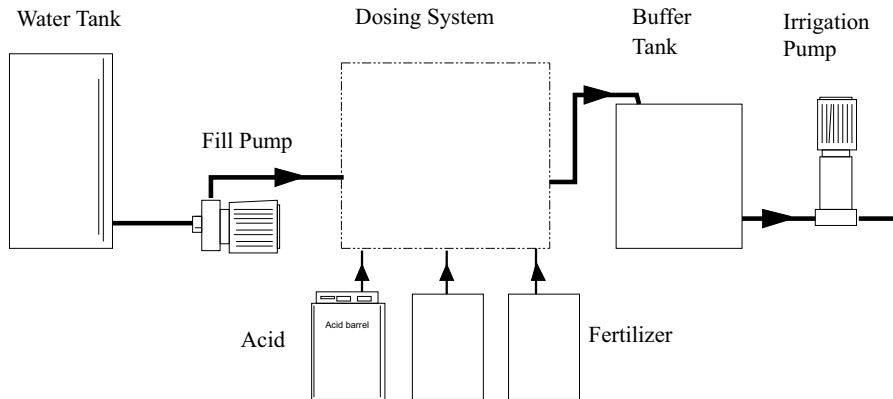 Water Tank
Dosing System
Buffer
Tank
Irrigation
Pump
Fill Pump
Acid
Acid barrel
Fertilizer